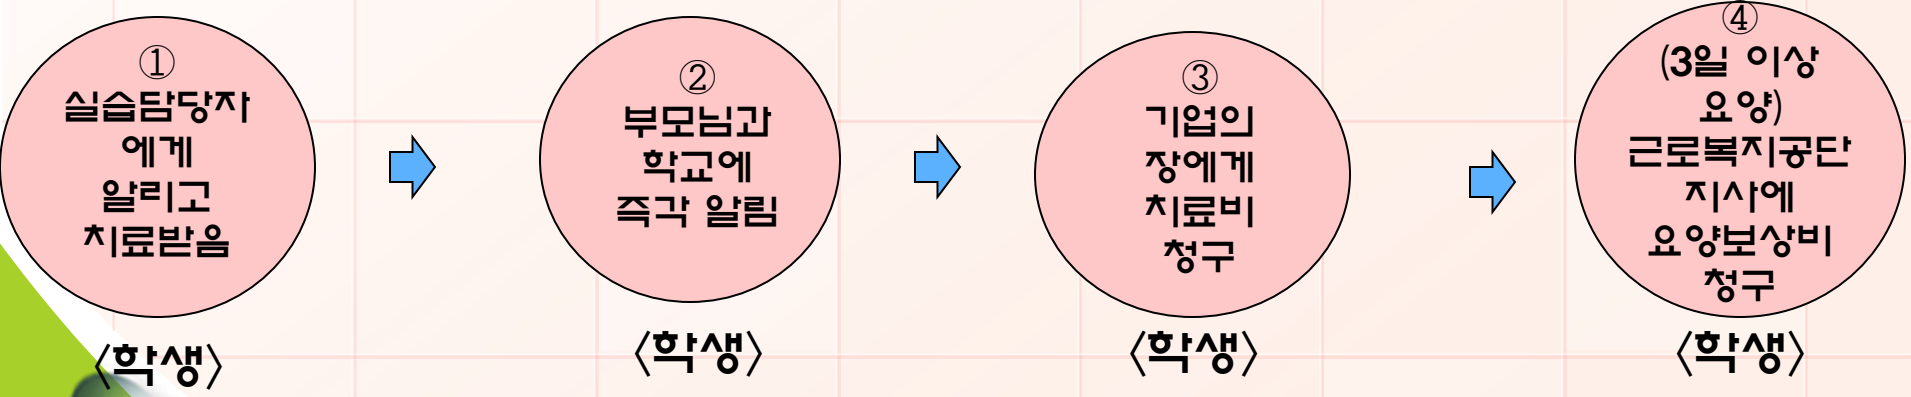 ①
실습담당자
에게
알리고
치료받음
<학생>
②
부모님과
학교에
즉각 알림
<학생>
③
기업의
장에게
치료비
청구
<학생>
④
(3일 이상
요양)
근로복지공단
지사에
요양보상비
청구
<학생>